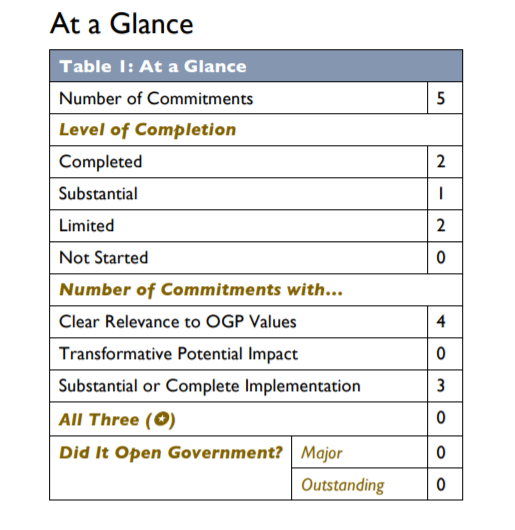 At a Glance
Table 1: At a Glance
Number of Commitments 5
Level of Completion
Completed 2
Substantial 1
Limited 2
Not Started 0
Number of Commitments with...
Clear Relevance to OGP Values 4
Transformative Potential Impact 0
Substantial or Complete Implementation 3
All Three (✪) 0
Did It Open Government? Major 0
Outstanding 0